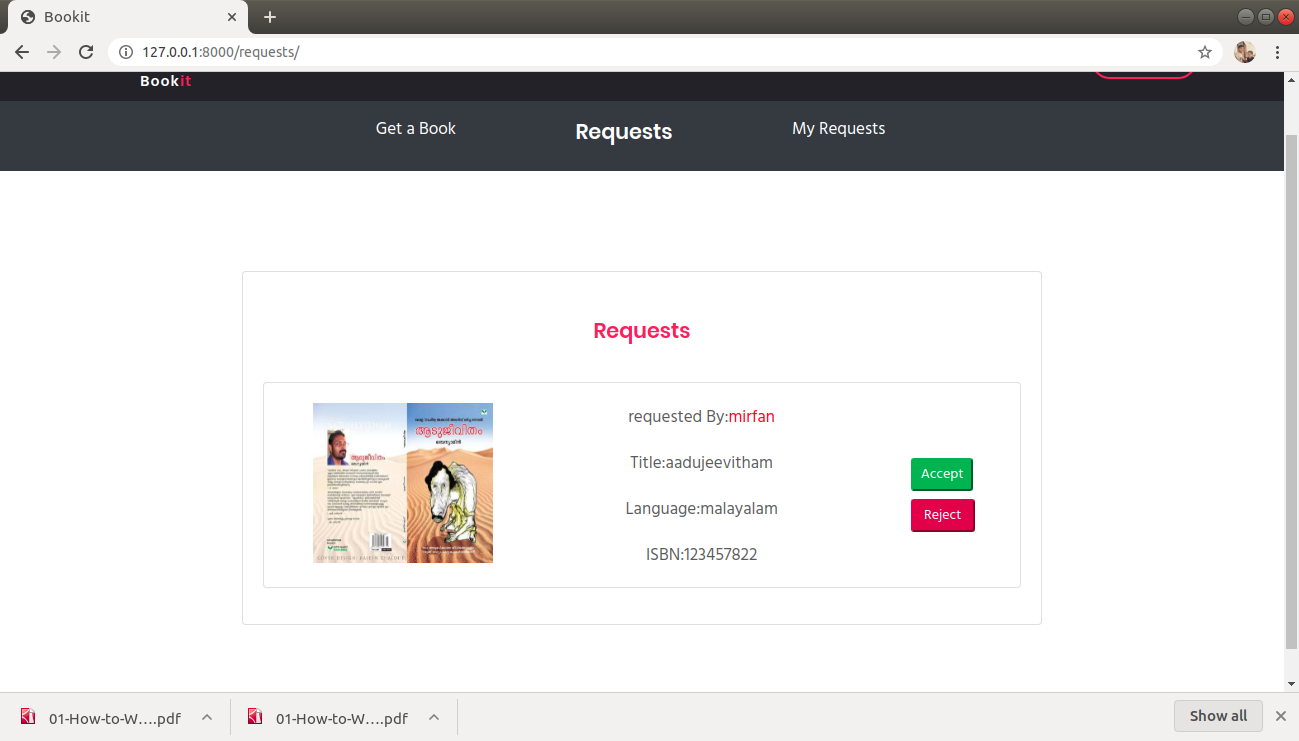 Bookit
127.0.0.1:8000/requests/
Bookit
Get a Book
Requests
My Requests
Requests
ആടുജീവിതം
ആടുജീവിതം
ബെന്യാമിൻ
requested By:mirfan
Title:aadujeevitham
Language:malayalam
ISBN:123457822
Accept
Reject
01-How-to-W....pdf
01-How-to-W....pdf
Show all